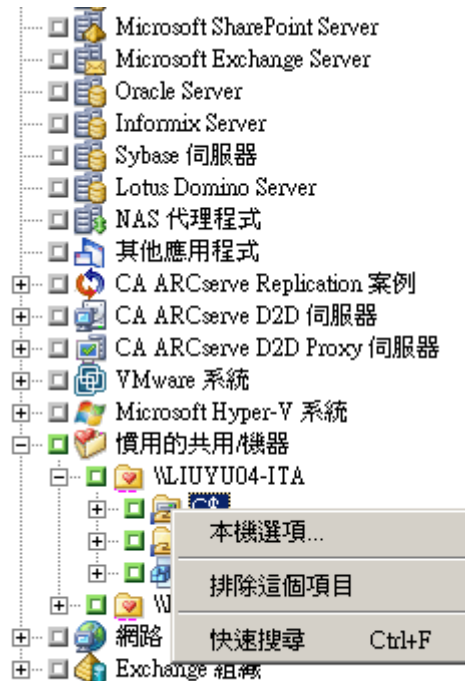 Microsoft SharePoint Server
Microsoft Exchange Server
Oracle Server
Informix Server
Sybase 伺服器
Lotus Domino Server
NAS 代理程式
其他應用程式
CA ARCserve Replication 案例
CA ARCserve D2D 伺服器
CA ARCserve D2D Proxy 伺服器
VMware 系統
Microsoft Hyper-V 系統
慣用的共用/機器
\\LIUYU04-ITA
C$
本機選項...
排除這個項目
網路
快速搜尋 Ctrl+F
Exchange 組織